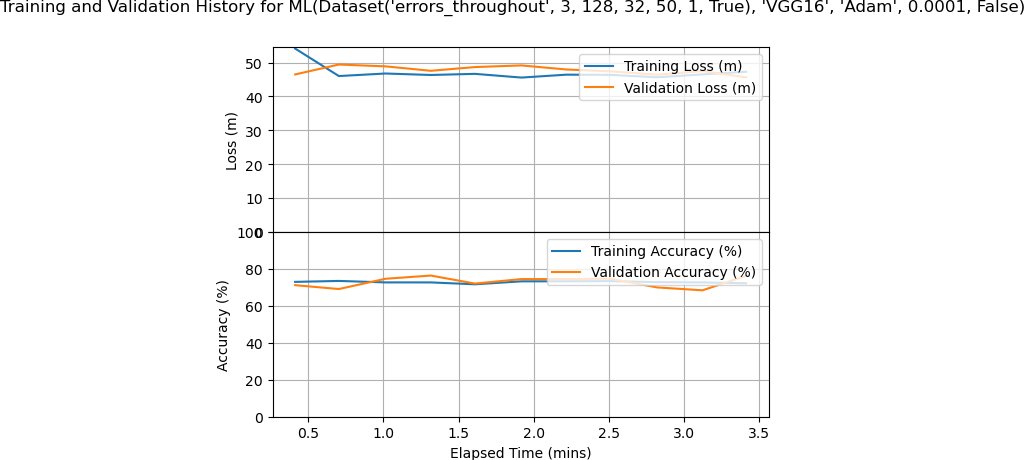 Training and Validation History for ML(Dataset('errors_throughout', 3, 128, 32, 50, 1, True), 'VGG16', 'Adam', 0.0001, False)
50
40
30
20
10
0
Loss (m)
Training Loss (m)
Validation Loss (m)
100
80
60
40
20
0
Accuracy (%)
Training Accuracy (%)
Validation Accuracy (%)
0.5 1.0 1.5 2.0 2.5 3.0 3.5
Elapsed Time (mins)